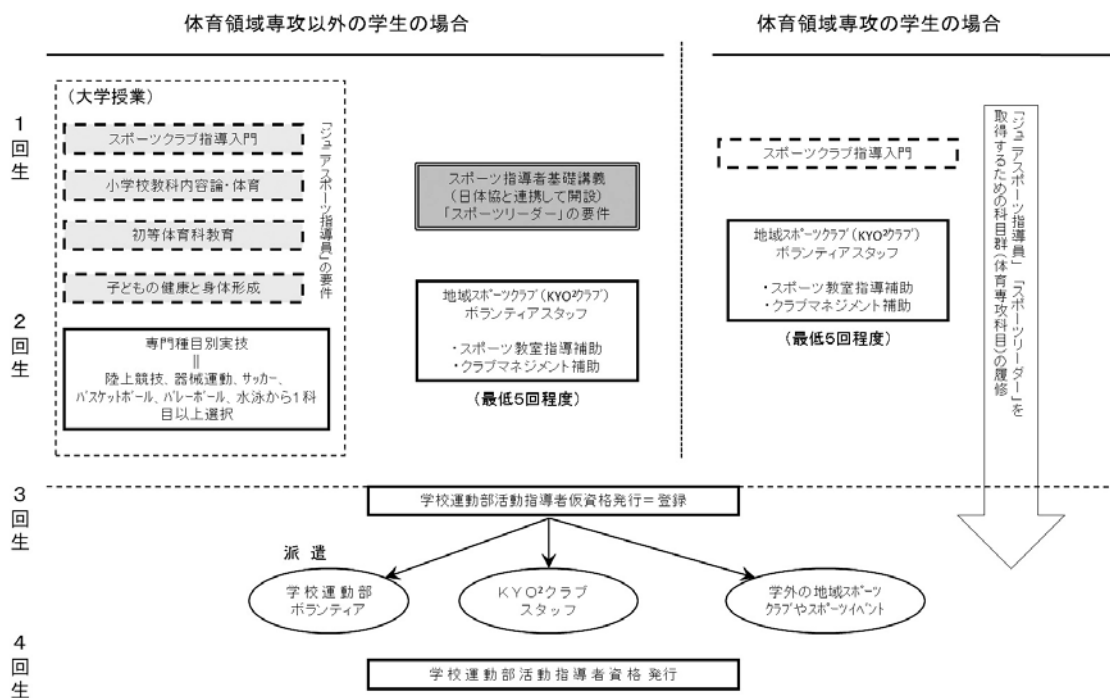 体育領域専攻以外の学生の場合
体育領域専攻の学生の場合
1回生
(大学授業)
スポーツクラブ指導入門
小学校教科内容論・体育
初等体育科教育
子どもの健康と身体形成
「ジュニアスポーツ指導員」の要件
スポーツ指導者基礎講義
(日体協と連携して開設)
「スポーツリーダー」の要件
スポーツクラブ指導入門
「ジュニアスポーツ指導員」「スポーツリーダー」を
取得するための科目群(体育専攻科目)の履修
2回生
専門種目別実技
||
陸上競技、器械運動、サッカー、
バスケットボール、バレーボール、水泳から1科
目以上選択
地域スポーツクラブ(KYO²クラブ)
ボランティアスタッフ
・スポーツ教室指導補助
・クラブマネジメント補助
(最低5回程度)
地域スポーツクラブ(KYO²クラブ)
ボランティアスタッフ
・スポーツ教室指導補助
・クラブマネジメント補助
(最低5回程度)
3回生
学校運動部活動指導者仮資格発行=登録
派遣
学校運動部
ボランティア
KYO²クラブ
スタッフ
学外の地域スポーツ
クラブやスポーツイベント
4回生
学校運動部活動指導者資格発行